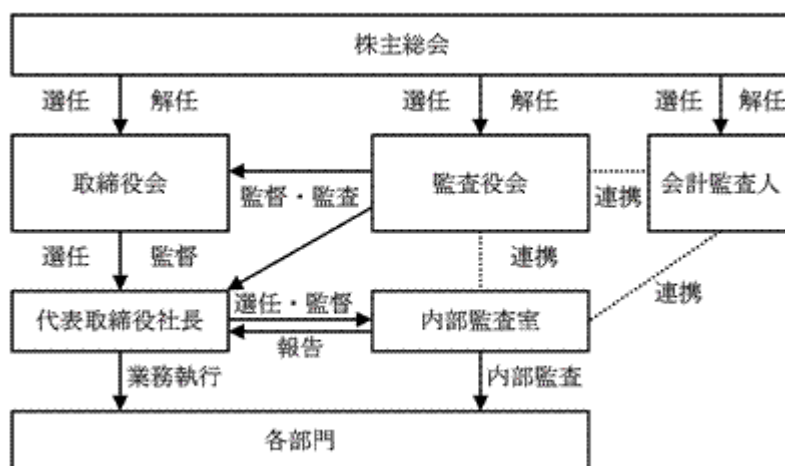 株主総会
選任 解任 選任 解任 選任 解任
取締役会 監査役会 会計監査人
監督・監査 連携
選任 監督 連携 連携
代表取締役社長 選任・監督 内部監査室
報告
業務執行 内部監査
各部門